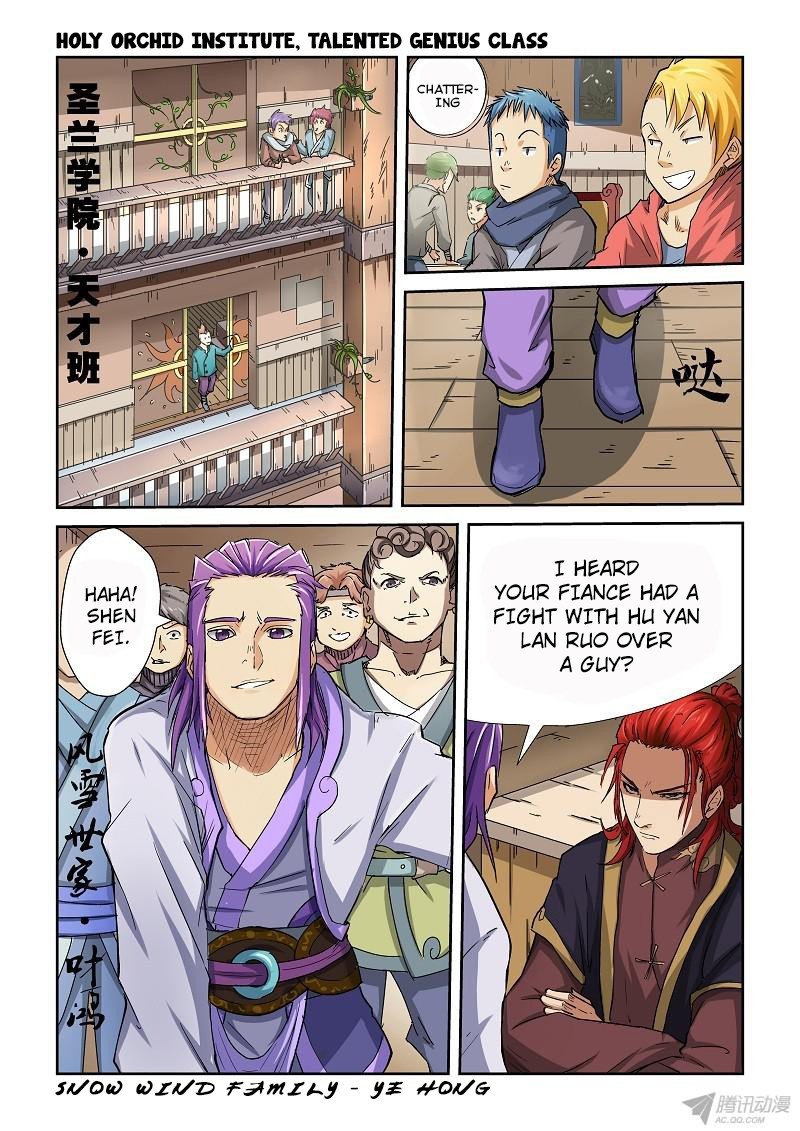 HOLY ORCHID INSTITUTE, TALENTED GENIUS CLASS
圣兰学院·天才班
CHATTER-
ING
哒
HAHA!
SHEN
FEI.
风雪世家·叶鸿
I HEARD
YOUR FIANCE HAD A
FIGHT WITH HU YAN
LAN RUO OVER
A GUY?
SNOW WIND FAMILY - YE HONG
腾讯动漫
AC.QQ.COM